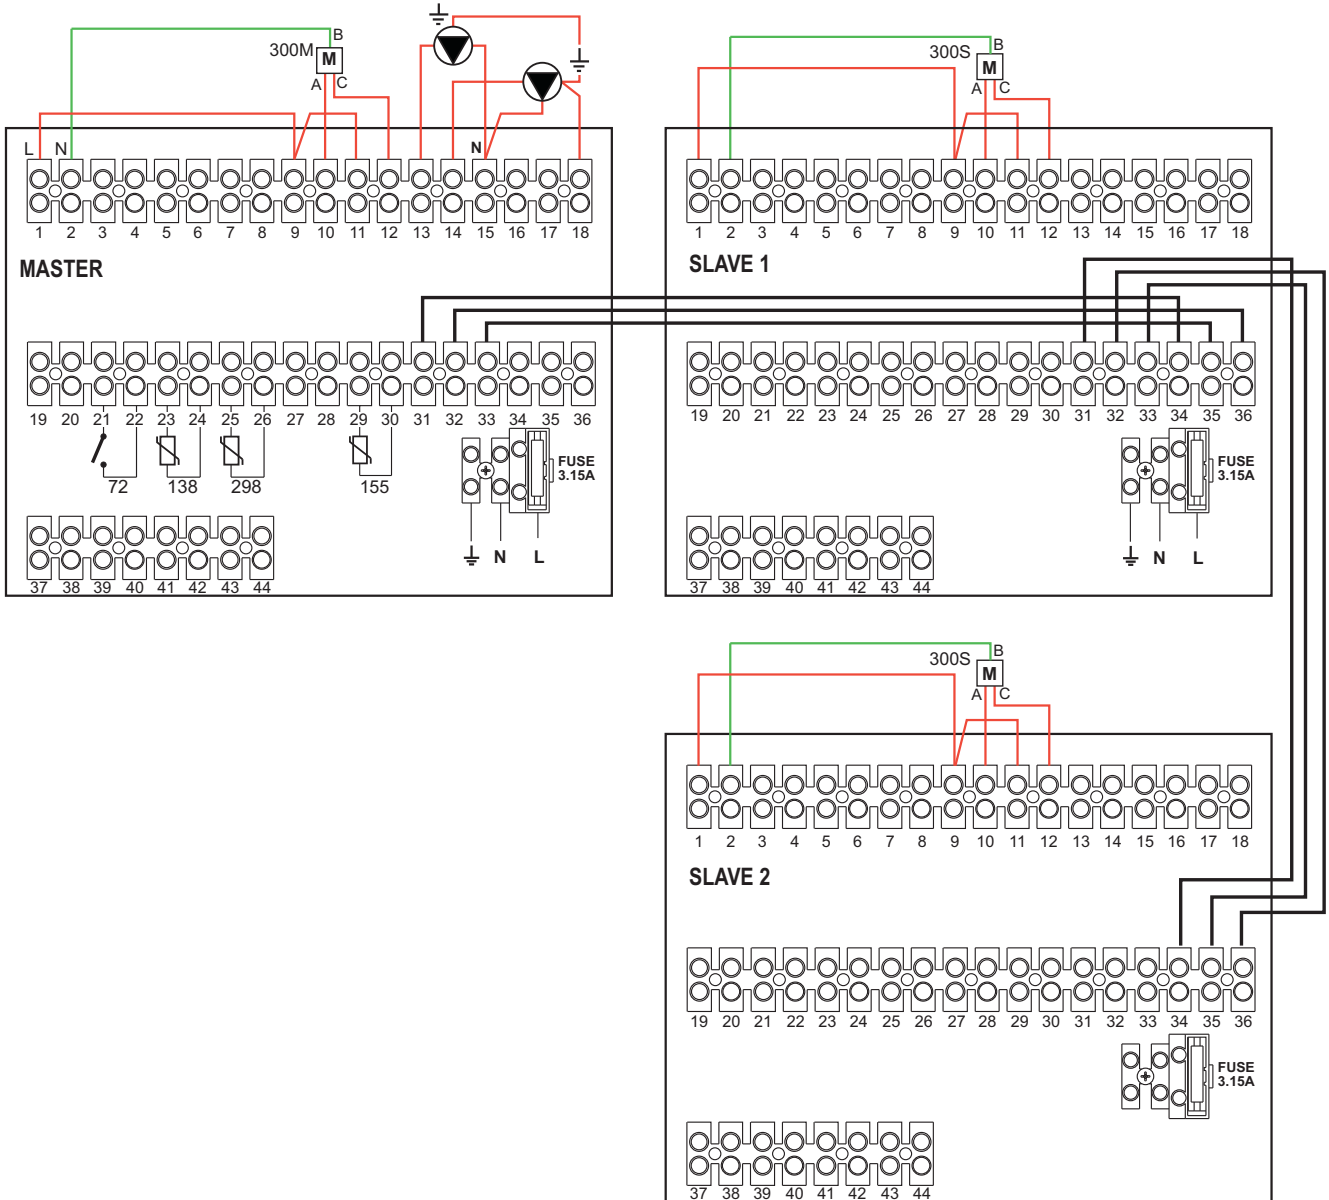 B
300M
M
A C
L N N
1 2 3 4 5 6 7 8 9 10 11 12 13 14 15 16 17 18
MASTER
19 20 21 22 23 24 25 26 27 28 29 30 31 32 33 34 35 36
72 138 298 155
FUSE
3.15A
N L
37 38 39 40 41 42 43 44
B
300S
M
A C
1 2 3 4 5 6 7 8 9 10 11 12 13 14 15 16 17 18
SLAVE 1
19 20 21 22 23 24 25 26 27 28 29 30 31 32 33 34 35 36
FUSE
3.15A
N L
37 38 39 40 41 42 43 44
B
300S
M
A C
1 2 3 4 5 6 7 8 9 10 11 12 13 14 15 16 17 18
SLAVE 2
19 20 21 22 23 24 25 26 27 28 29 30 31 32 33 34 35 36
FUSE
3.15A
37 38 39 40 41 42 43 44